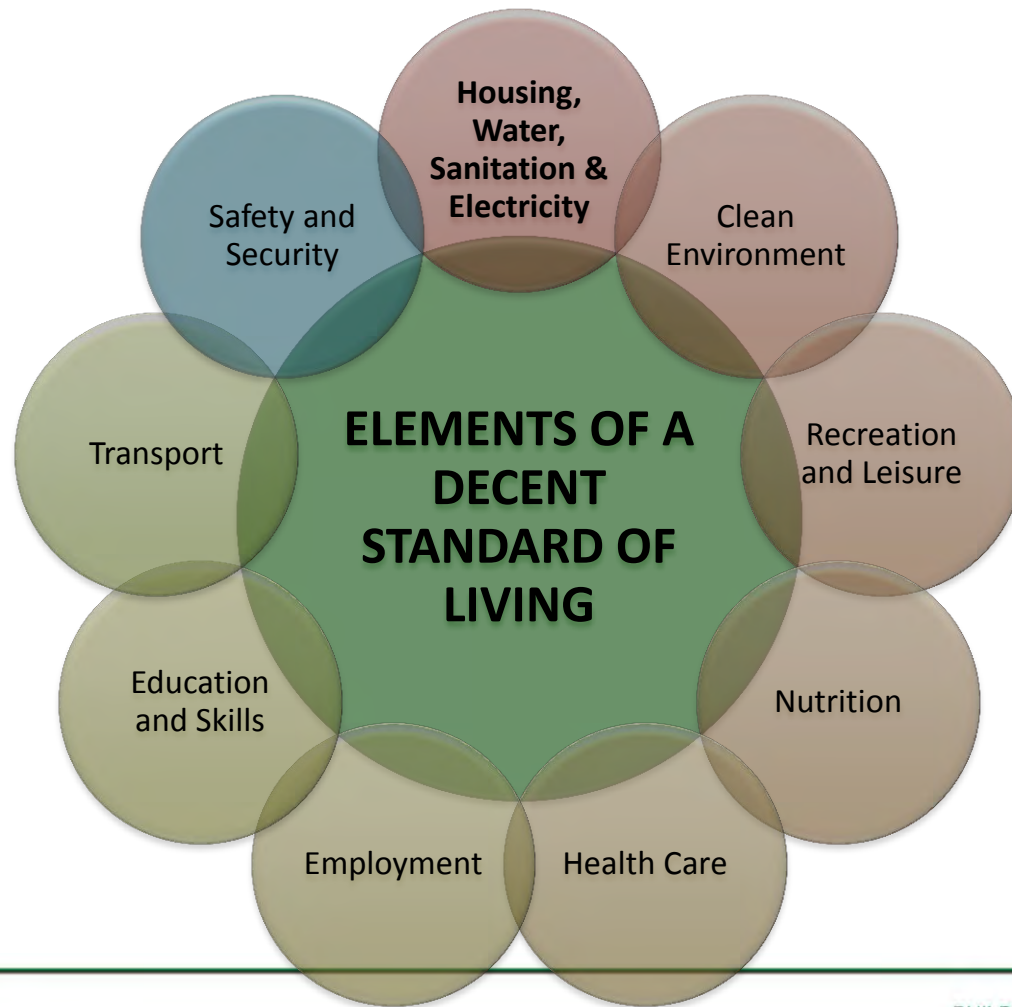 Housing,
Water,
Sanitation &
Electricity
Clean
Environment
Recreation
and Leisure
Nutrition
Health Care
Employment
Education
and Skills
Transport
Safety and
Security
ELEMENTS OF A
DECENT
STANDARD OF
LIVING